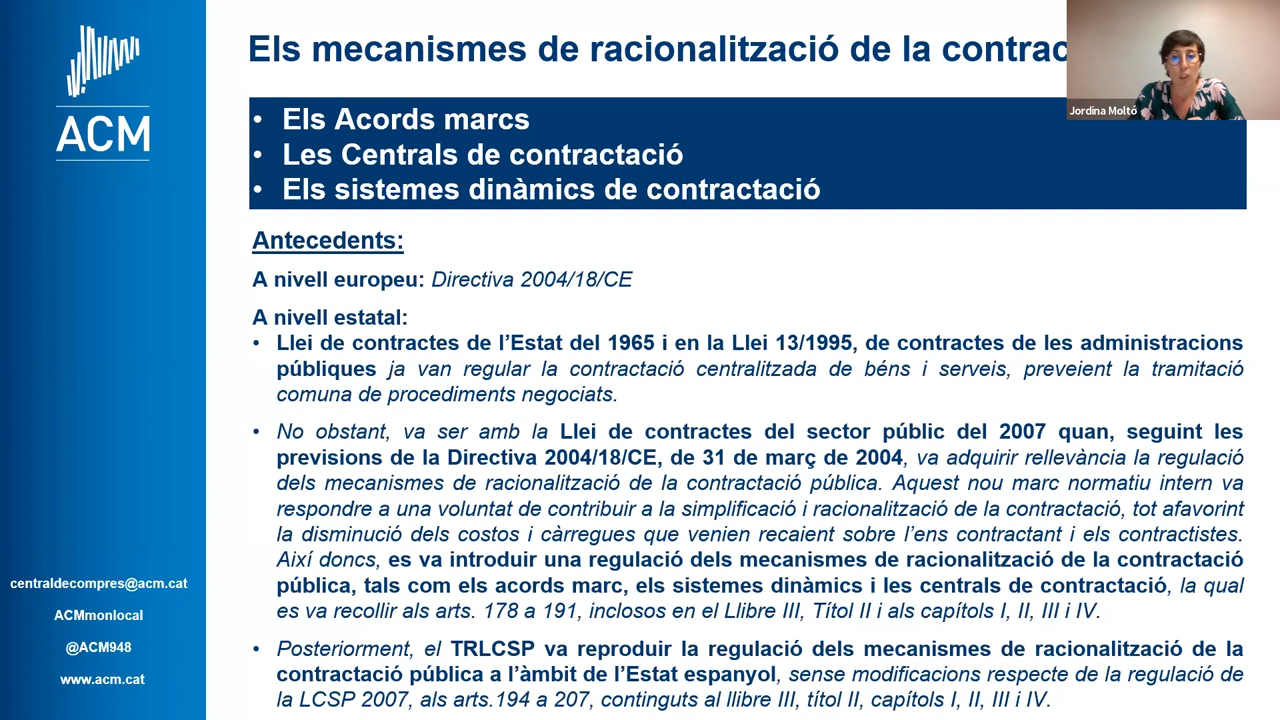 Els mecanismes de racionalització de la contrac
Jordina Moltó
ACM
• Els Acords marcs
• Les Centrals de contractació
• Els sistemes dinàmics de contractació
Antecedents:
A nivell europeu: Directiva 2004/18/CE
A nivell estatal:
• Llei de contractes de l’Estat del 1965 i en la Llei 13/1995, de contractes de les administracions
públiques ja van regular la contractació centralitzada de béns i serveis, preveient la tramitació
comuna de procediments negociats.
• No obstant, va ser amb la Llei de contractes del sector públic del 2007 quan, seguint les
previsions de la Directiva 2004/18/CE, de 31 de març de 2004, va adquirir rellevància la regulació
dels mecanismes de racionalització de la contractació pública. Aquest nou marc normatiu intern va
respondre a una voluntat de contribuir a la simplificació i racionalització de la contractació, tot afavorint
la disminució dels costos i càrregues que venien recaient sobre l’ens contractant i els contractistes.
Així doncs, es va introduir una regulació dels mecanismes de racionalització de la contractació
pública, tals com els acords marc, els sistemes dinàmics i les centrals de contractació, la qual
es va recollir als arts. 178 a 191, inclosos en el Llibre III, Títol II i als capítols I, II, III i IV.
• Posteriorment, el TRLCSP va reproduir la regulació dels mecanismes de racionalització de la
contractació pública a l’àmbit de l’Estat espanyol, sense modificacions respecte de la regulació de
la LCSP 2007, als arts.194 a 207, continguts al llibre III, títol II, capítols I, II, III i IV.
centraldecompres@acm.cat
ACMmonlocal
@ACM948
www.acm.cat